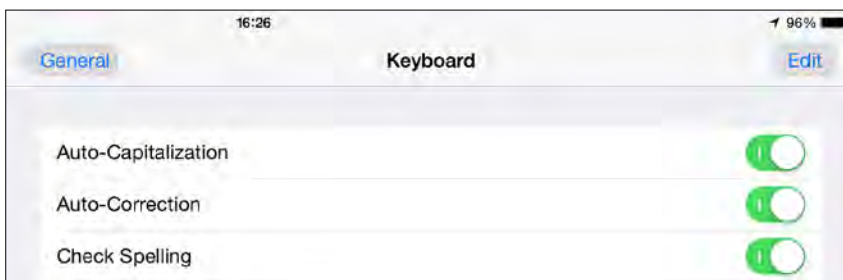 16:26 96%
General Keyboard Edit
Auto-Capitalization
Auto-Correction
Check Spelling